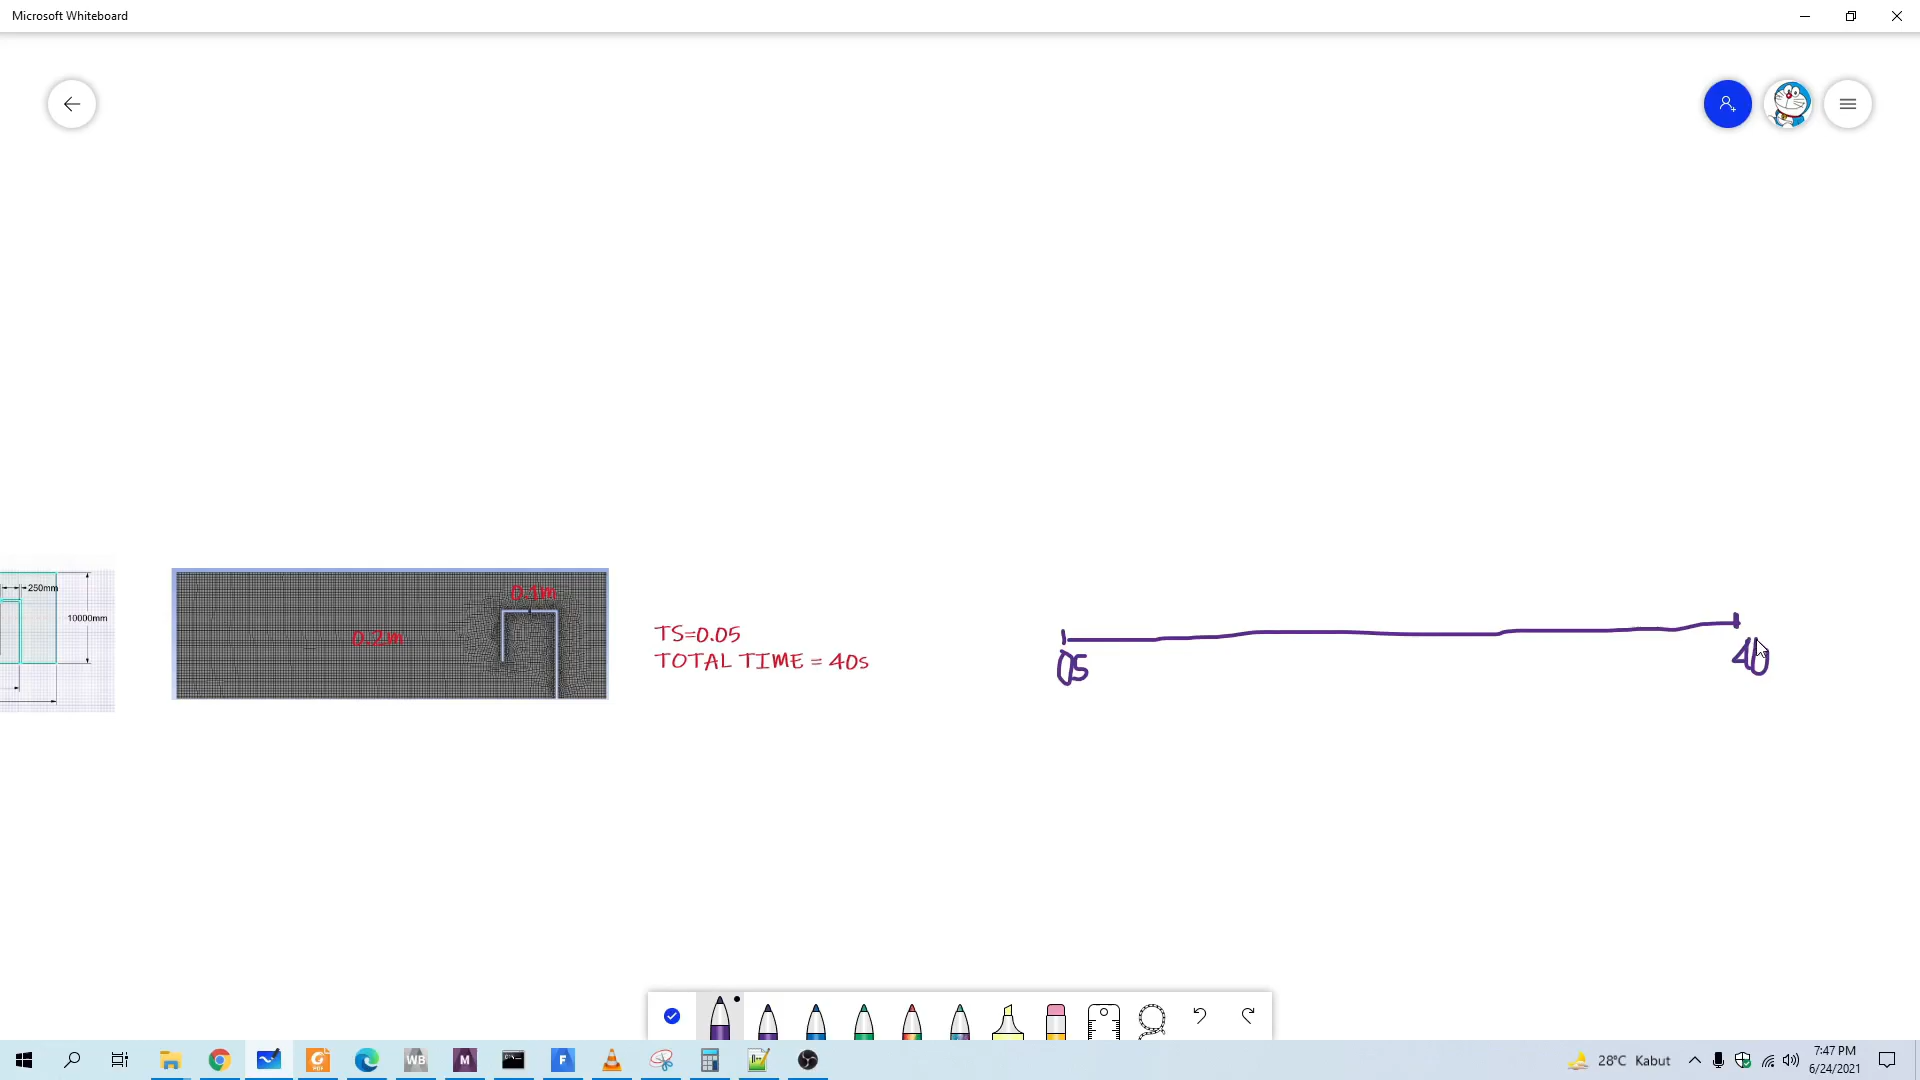 Microsoft Whiteboard
250mm
10000mm
0.1m
0.2m
TS=0.05
TOTAL TIME = 40s
0s
40
WB
M
F
28°C Kabut
7:47 PM
6/24/2021